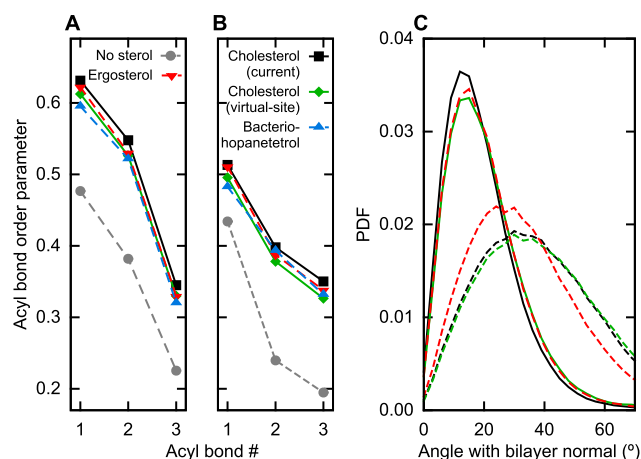 A
B
C
No sterol
Ergosterol
Cholesterol
(current)
Cholesterol
(virtual-site)
Bacterio-
hopanetetrol
Acyl bond order parameter
0.6
0.5
0.4
0.3
0.2
1 2 3
1 2 3
Acyl bond #
PDF
0.04
0.03
0.02
0.01
0.00
0 20 40 60
Angle with bilayer normal (º)